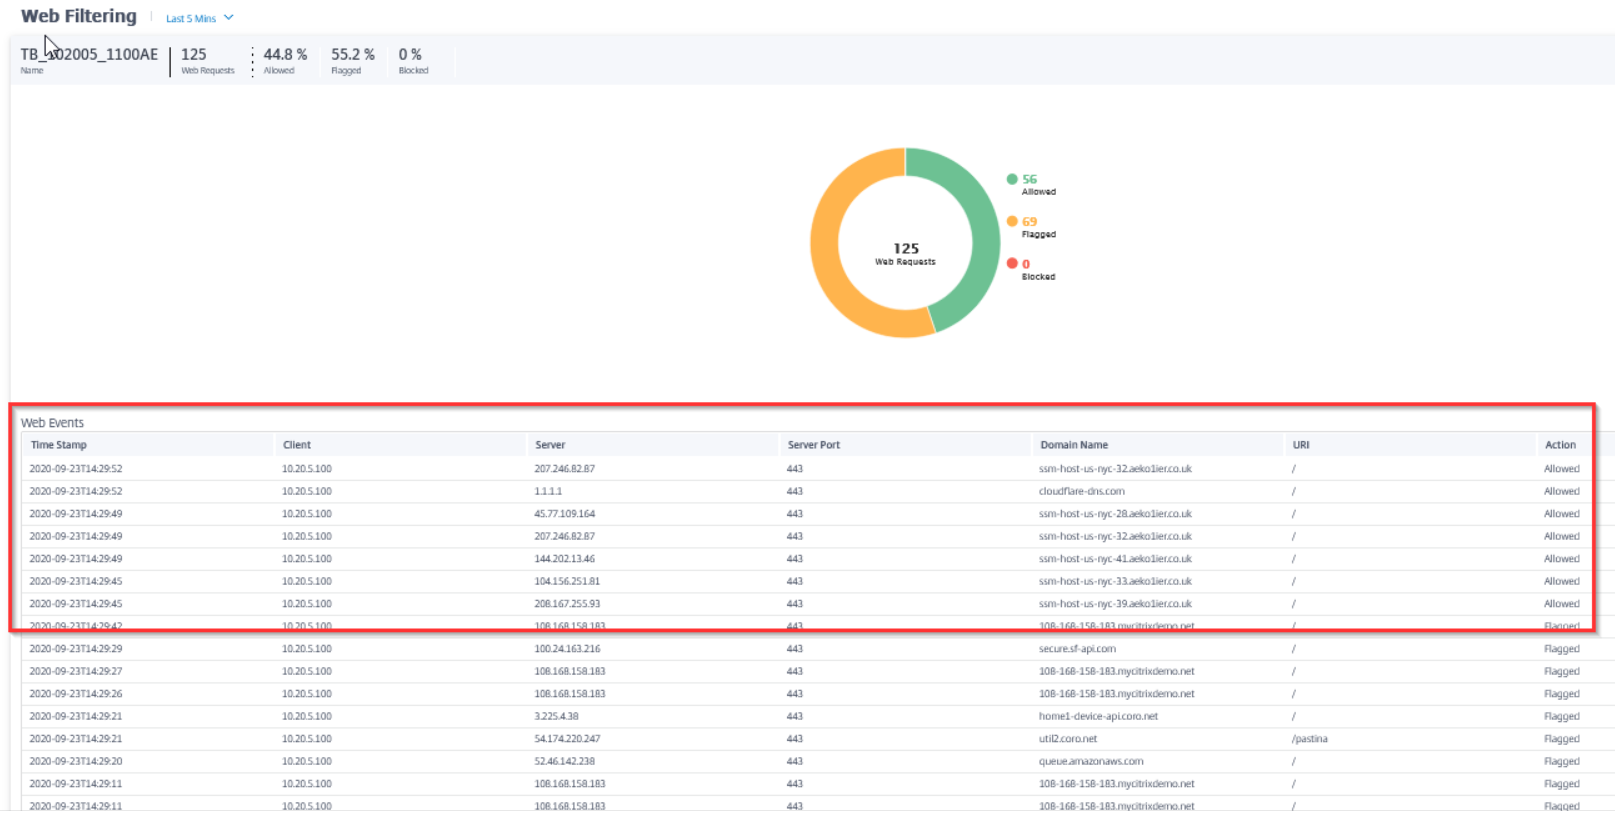 Web Filtering Last 5 Mins
TB_102005_1100AE 125 44.8 % 55.2 % 0 %
Name Web Requests Allowed Flagged Blocked
56
Allowed
69
Flagged
125
Web Requests
0
Blocked
Web Events
Time Stamp Client Server Server Port Domain Name URI Action
2020-09-23T14:29:52 10.20.5.100 207.246.82.87 443 ssm-host-us-nyc-32.aeko1ier.co.uk / Allowed
2020-09-23T14:29:52 10.20.5.100 1.1.1.1 443 cloudflare-dns.com / Allowed
2020-09-23T14:29:49 10.20.5.100 45.77.109.164 443 ssm-host-us-nyc-28.aeko1ier.co.uk / Allowed
2020-09-23T14:29:49 10.20.5.100 207.246.82.87 443 ssm-host-us-nyc-32.aeko1ier.co.uk / Allowed
2020-09-23T14:29:49 10.20.5.100 144.202.13.46 443 ssm-host-us-nyc-41.aeko1ier.co.uk / Allowed
2020-09-23T14:29:45 10.20.5.100 104.156.251.81 443 ssm-host-us-nyc-33.aeko1ier.co.uk / Allowed
2020-09-23T14:29:45 10.20.5.100 208.167.255.93 443 ssm-host-us-nyc-39.aeko1ier.co.uk / Allowed
2020-09-23T14:29:42 10.20.5.100 108.168.158.183 443 108-168-158-183.mycitrixdemo.net / Flagged
2020-09-23T14:29:29 10.20.5.100 100.24.163.216 443 secure.sf-api.com / Flagged
2020-09-23T14:29:27 10.20.5.100 108.168.158.183 443 108-168-158-183.mycitrixdemo.net / Flagged
2020-09-23T14:29:26 10.20.5.100 108.168.158.183 443 108-168-158-183.mycitrixdemo.net / Flagged
2020-09-23T14:29:21 10.20.5.100 3.225.4.38 443 home1-device-api.coro.net / Flagged
2020-09-23T14:29:21 10.20.5.100 54.174.220.247 443 util2.coro.net /pastina Flagged
2020-09-23T14:29:20 10.20.5.100 52.46.142.238 443 queue.amazonaws.com / Flagged
2020-09-23T14:29:11 10.20.5.100 108.168.158.183 443 108-168-158-183.mycitrixdemo.net / Flagged
2020-09-23T14:29:11 10.20.5.100 108.168.158.183 443 108-168-158-183.mycitrixdemo.net / Flagged